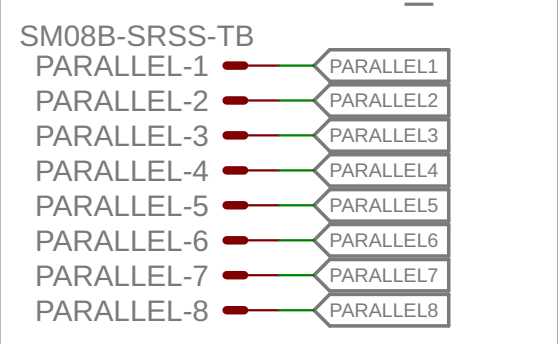 SM08B-SRSS-TB
PARALLEL-1 PARALLEL1
PARALLEL-2 PARALLEL2
PARALLEL-3 PARALLEL3
PARALLEL-4 PARALLEL4
PARALLEL-5 PARALLEL5
PARALLEL-6 PARALLEL6
PARALLEL-7 PARALLEL7
PARALLEL-8 PARALLEL8